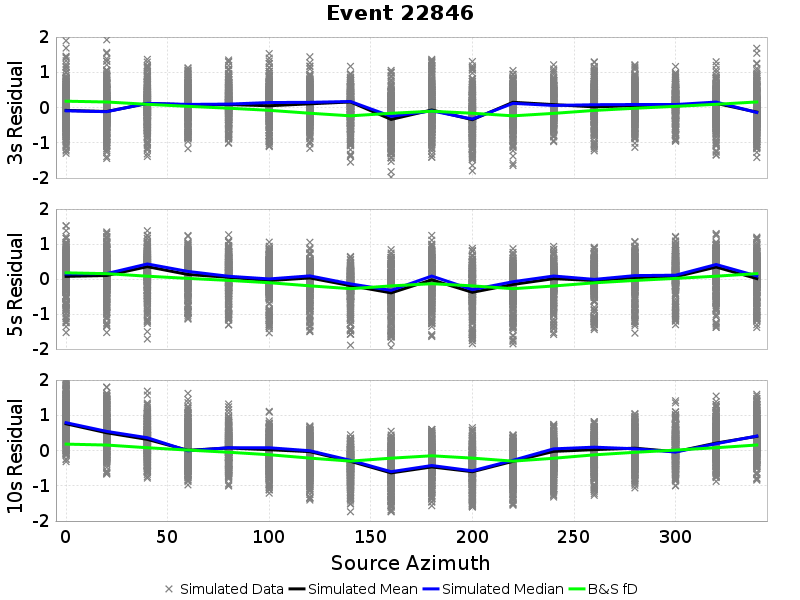 Event 22846
3s Residual
2
1
0
-1
-2
5s Residual
2
1
0
-1
-2
10s Residual
2
1
0
-1
-2
0 50 100 150 200 250 300
Source Azimuth
Simulated Data Simulated Mean Simulated Median B&S fD